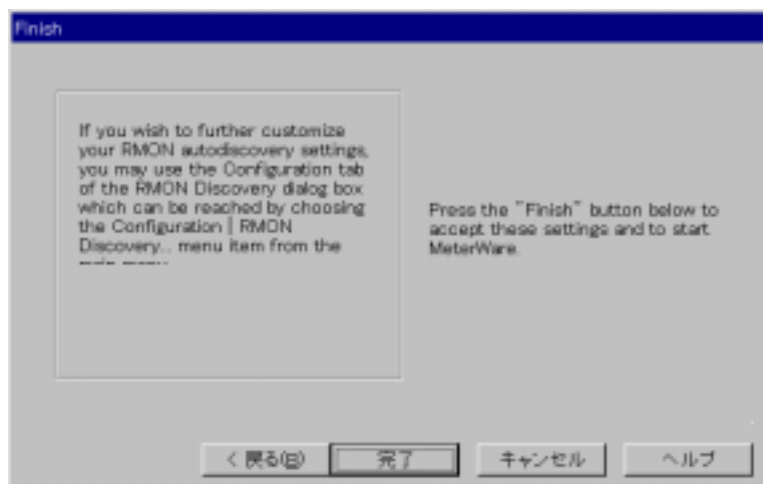 Finish
If you wish to further customize
your RMON autodiscovery settings,
you may use the Configuration tab
of the RMON Discovery dialog box
which can be reached by choosing
the Configuration | RMON
Discovery... menu item from the
Press the "Finish" button below to
accept these settings and to start
MeterWare.
< 戻る(B)
完了
キャンセル
ヘルプ